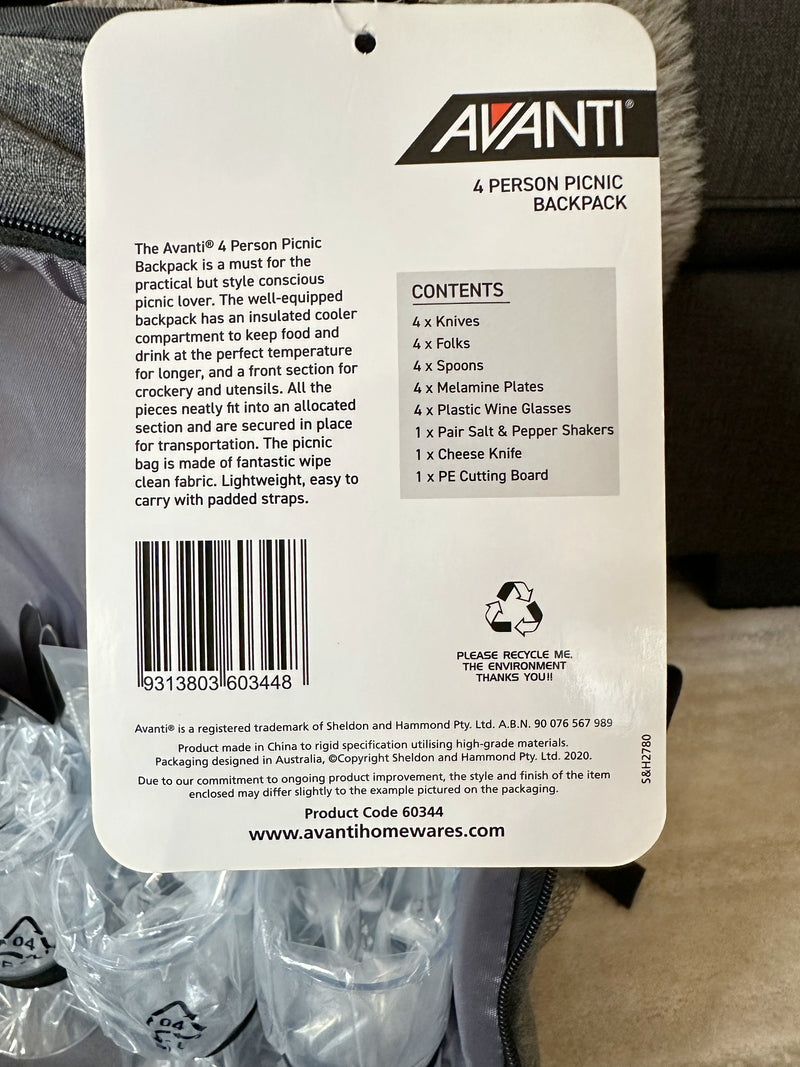 AVANTI®
4 PERSON PICNIC
BACKPACK
The Avanti® 4 Person Picnic
Backpack is a must for the
practical but style conscious
picnic lover. The well-equipped
backpack has an insulated cooler
compartment to keep food and
drink at the perfect temperature
for longer, and a front section for
crockery and utensils. All the
pieces neatly fit into an allocated
section and are secured in place
for transportation. The picnic
bag is made of fantastic wipe
clean fabric. Lightweight, easy to
carry with padded straps.
CONTENTS
4 x Knives
4 x Folks
4 x Spoons
4 x Melamine Plates
4 x Plastic Wine Glasses
1 x Pair Salt & Pepper Shakers
1 x Cheese Knife
1 x PE Cutting Board
9313803 603448
PLEASE RECYCLE ME.
THE ENVIRONMENT
THANKS YOU!!
Avanti® is a registered trademark of Sheldon and Hammond Pty. Ltd. A.B.N. 90 076 567 989
Product made in China to rigid specification utilising high-grade materials.
Packaging designed in Australia, ©Copyright Sheldon and Hammond Pty. Ltd. 2020.
Due to our commitment to ongoing product improvement, the style and finish of the item
enclosed may differ slightly to the example pictured on the packaging.
Product Code 60344
www.avantihomewares.com
S&H2780
04
04